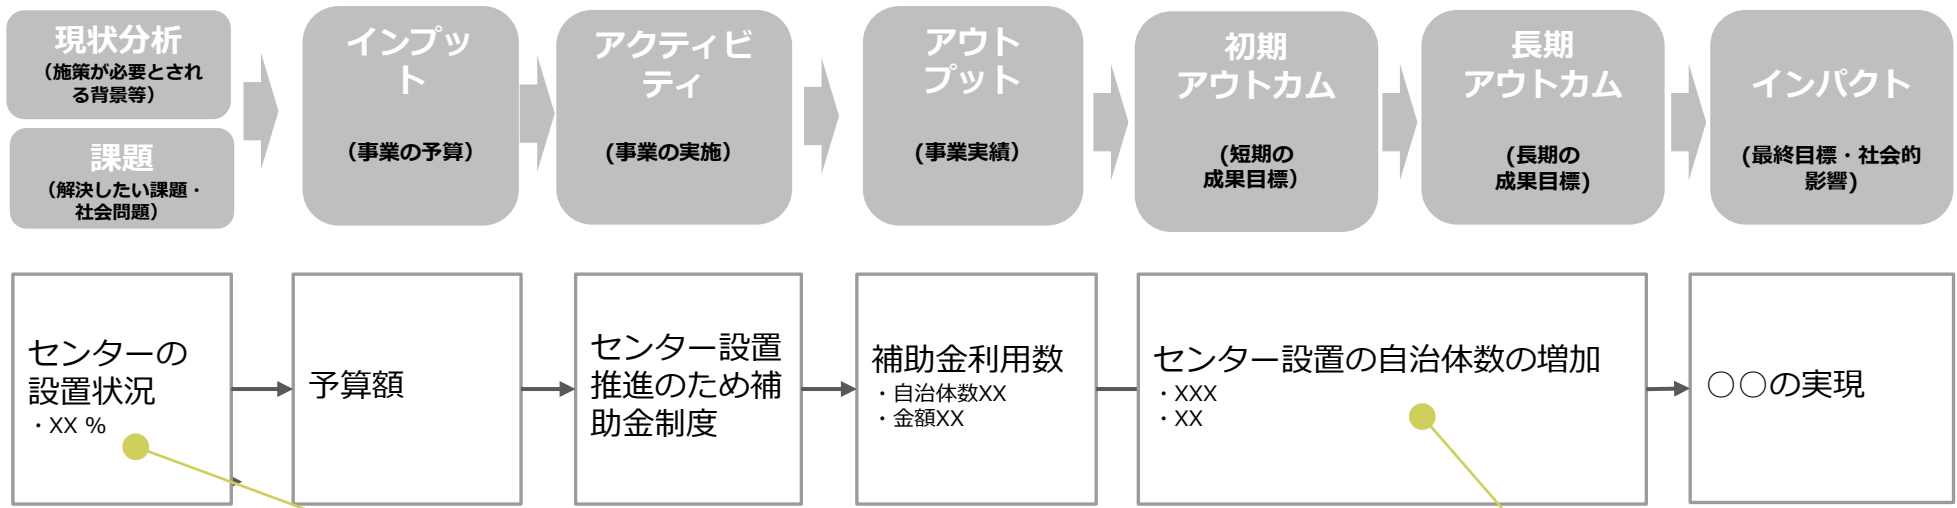 現状分析
（施策が必要とされ
る背景等）
課題
（解決したい課題・
社会問題）
インプッ
ト
（事業の予算）
アクティビ
ティ
(事業の実施）
アウト
プット
(事業実績）
初期
アウトカム
(短期の
成果目標）
長期
アウトカム
(長期の
成果目標)
インパクト
(最終目標・社会的
影響)
センターの
設置状況
・XX %
予算額
センター設置
推進のため補
助金制度
補助金利用数
・自治体数XX
・金額XX
センター設置の自治体数の増加
・XXX
・XX
○○の実現